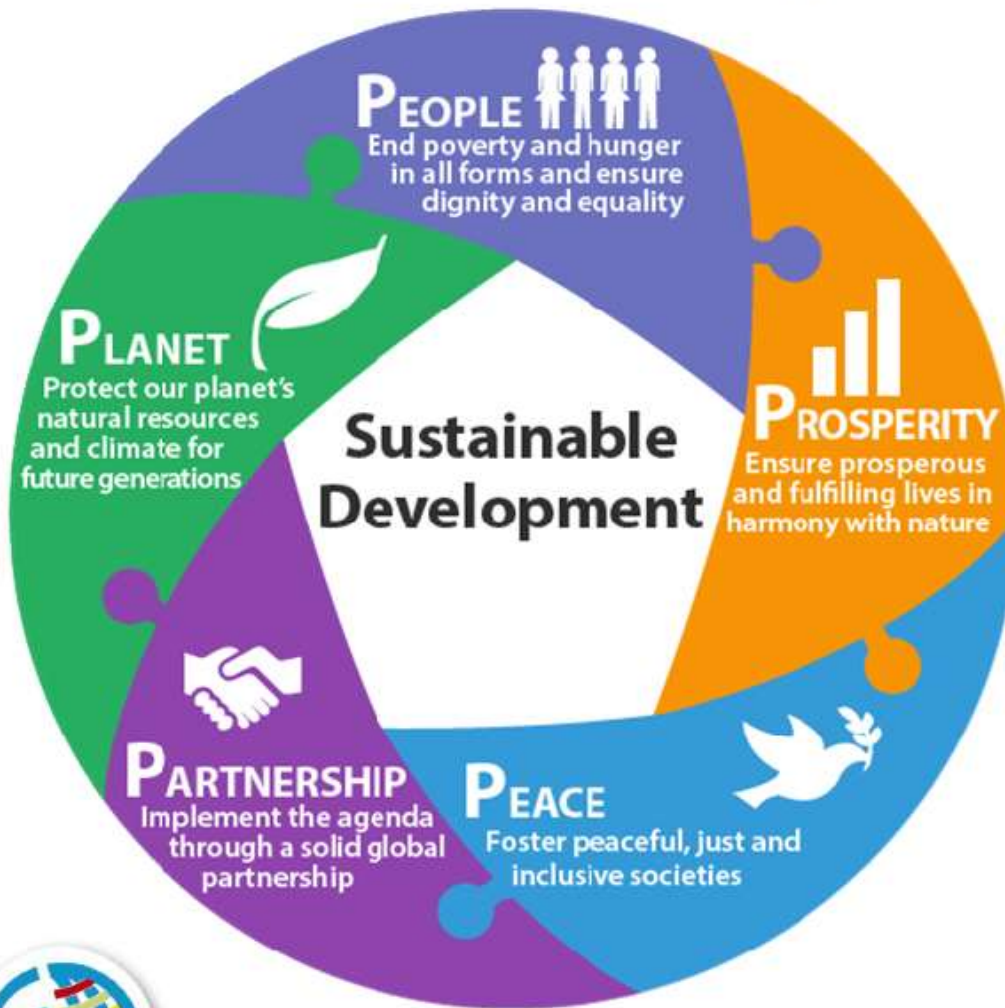 PEOPLE
End poverty and hunger
in all forms and ensure
dignity and equality
PROSPERITY
Ensure prosperous
and fulfilling lives in
harmony with nature
PEACE
Foster peaceful, just and
inclusive societies
PARTNERSHIP
Implement the agenda
through a solid global
partnership
PLANET
Protect our planet's
natural resources
and climate for
future generations
Sustainable
Development